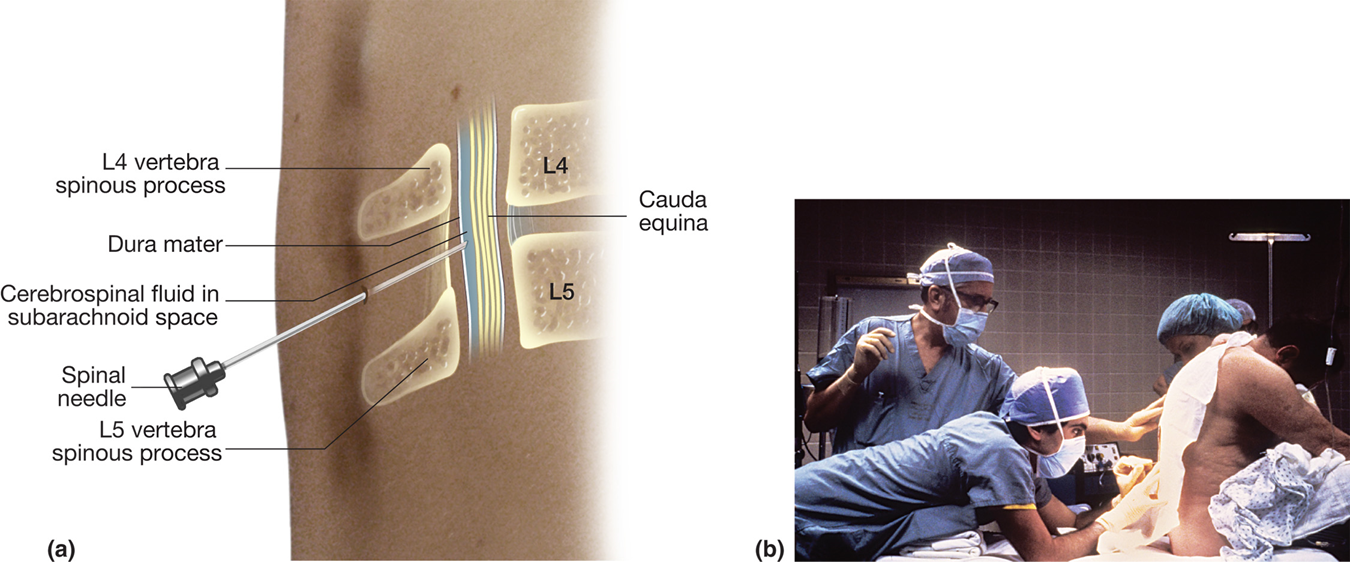 L4 vertebra
spinous process
Dura mater
Cerebrospinal fluid in
subarachnoid space
Spinal
needle
L5 vertebra
spinous process
L4
L5
Cauda
equina
(a)
(b)